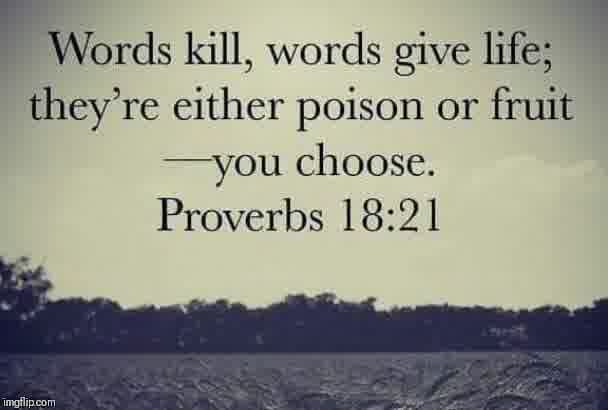 Words kill, words give life;
they're either poison or fruit
—you choose.
Proverbs 18:21
imgflip.com